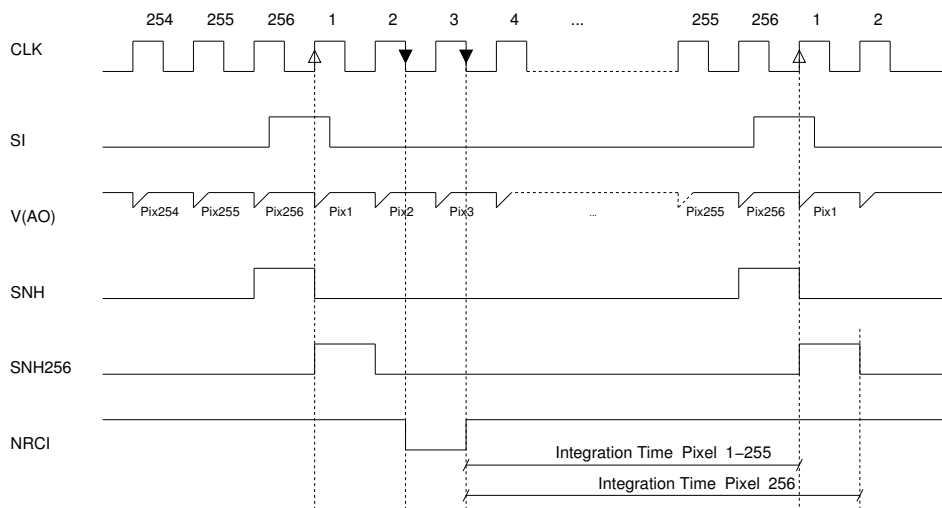 254 255 256 1 2 3 4 ... 255 256 1 2
CLK
SI
V(AO)
Pix254 Pix255 Pix256 Pix1 Pix2 Pix3 ... Pix255 Pix256 Pix1
SNH
SNH256
NRCI
Integration Time Pixel 1–255
Integration Time Pixel 256